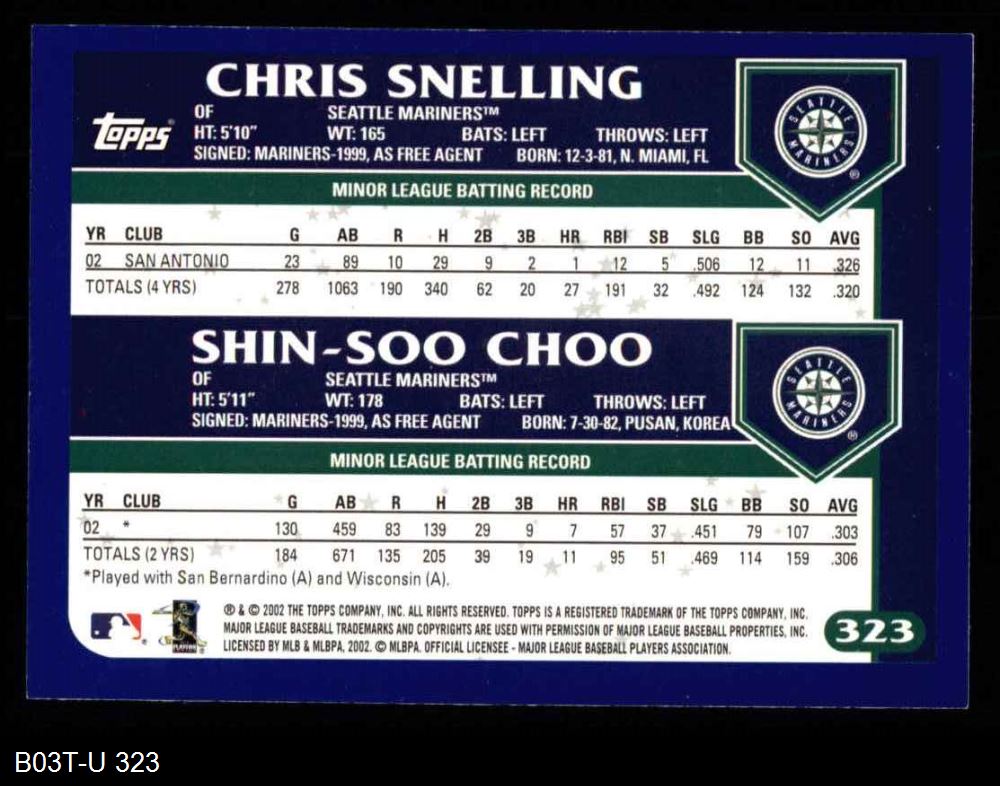 CHRIS SNELLING
Topps
OF SEATTLE MARINERS™
HT: 5'10" WT: 165 BATS: LEFT THROWS: LEFT
SIGNED: MARINERS-1999, AS FREE AGENT BORN: 12-3-81, N. MIAMI, FL
SEATTLE MARINERS ®
MINOR LEAGUE BATTING RECORD
YR CLUB G AB R H 2B 3B HR RBI SB SLG BB SO AVG
02 SAN ANTONIO 23 89 10 29 9 2 1 12 5 .506 12 11 .326
TOTALS (4 YRS) 278 1063 190 340 62 20 27 191 32 .492 124 132 .320
SHIN-SOO CHOO
OF SEATTLE MARINERS™
HT: 5'11" WT: 178 BATS: LEFT THROWS: LEFT
SIGNED: MARINERS-1999, AS FREE AGENT BORN: 7-30-82, PUSAN, KOREA
SEATTLE MARINERS ®
MINOR LEAGUE BATTING RECORD
YR CLUB G AB R H 2B 3B HR RBI SB SLG BB SO AVG
02 * 130 459 83 139 29 9 7 57 37 .451 79 107 .303
TOTALS (2 YRS) 184 671 135 205 39 19 11 95 51 .469 114 159 .306
*Played with San Bernardino (A) and Wisconsin (A).
® & © 2002 THE TOPPS COMPANY, INC. ALL RIGHTS RESERVED. TOPPS IS A REGISTERED TRADEMARK OF THE TOPPS COMPANY, INC.
MAJOR LEAGUE BASEBALL TRADEMARKS AND COPYRIGHTS ARE USED WITH PERMISSION OF MAJOR LEAGUE BASEBALL PROPERTIES, INC.
LICENSED BY MLB & MLBPA, 2002. © MLBPA. OFFICIAL LICENSEE - MAJOR LEAGUE BASEBALL PLAYERS ASSOCIATION.
323
B03T-U 323